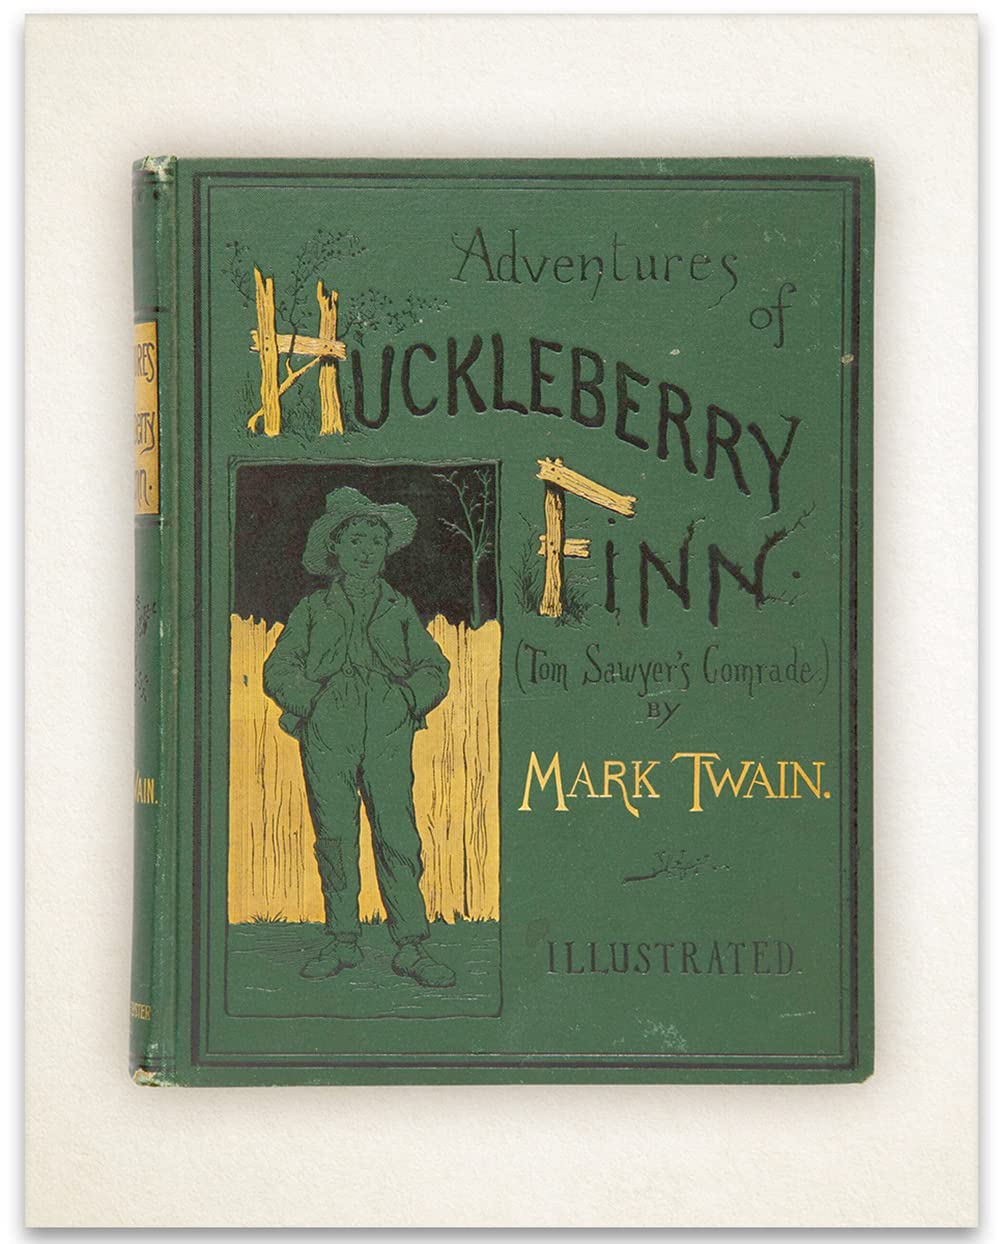 Adventures
of
HUCKLEBERRY
FINN.
(Tom Sawyer's Comrade.)
BY
MARK TWAIN.
ILLUSTRATED.